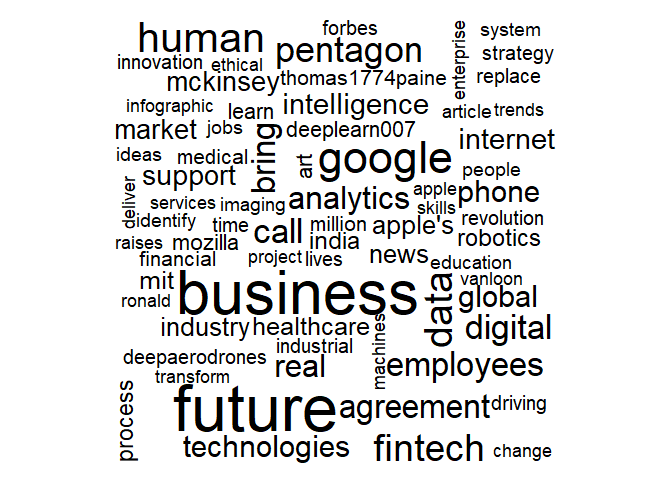 forbes
human
system
pentagon
enterprise
strategy
innovation
ethical
mckinsey
thomas1774paine
replace
infographic
learn
intelligence
article
trends
market
jobs
bring
deeplearn007
internet
ideas
medical
art
google
people
support
deliver
services
imaging
analytics
apple
skills
phone
identify
time
call
million
apple's
revolution
raises
mozilla
india
news
robotics
financial
project
lives
education
mit
ronald
business
data
vanloon
global
industry
healthcare
machines
digital
industrial
deepaerodrones
real
employees
transform
process
future
agreement
driving
technologies
fintech
change